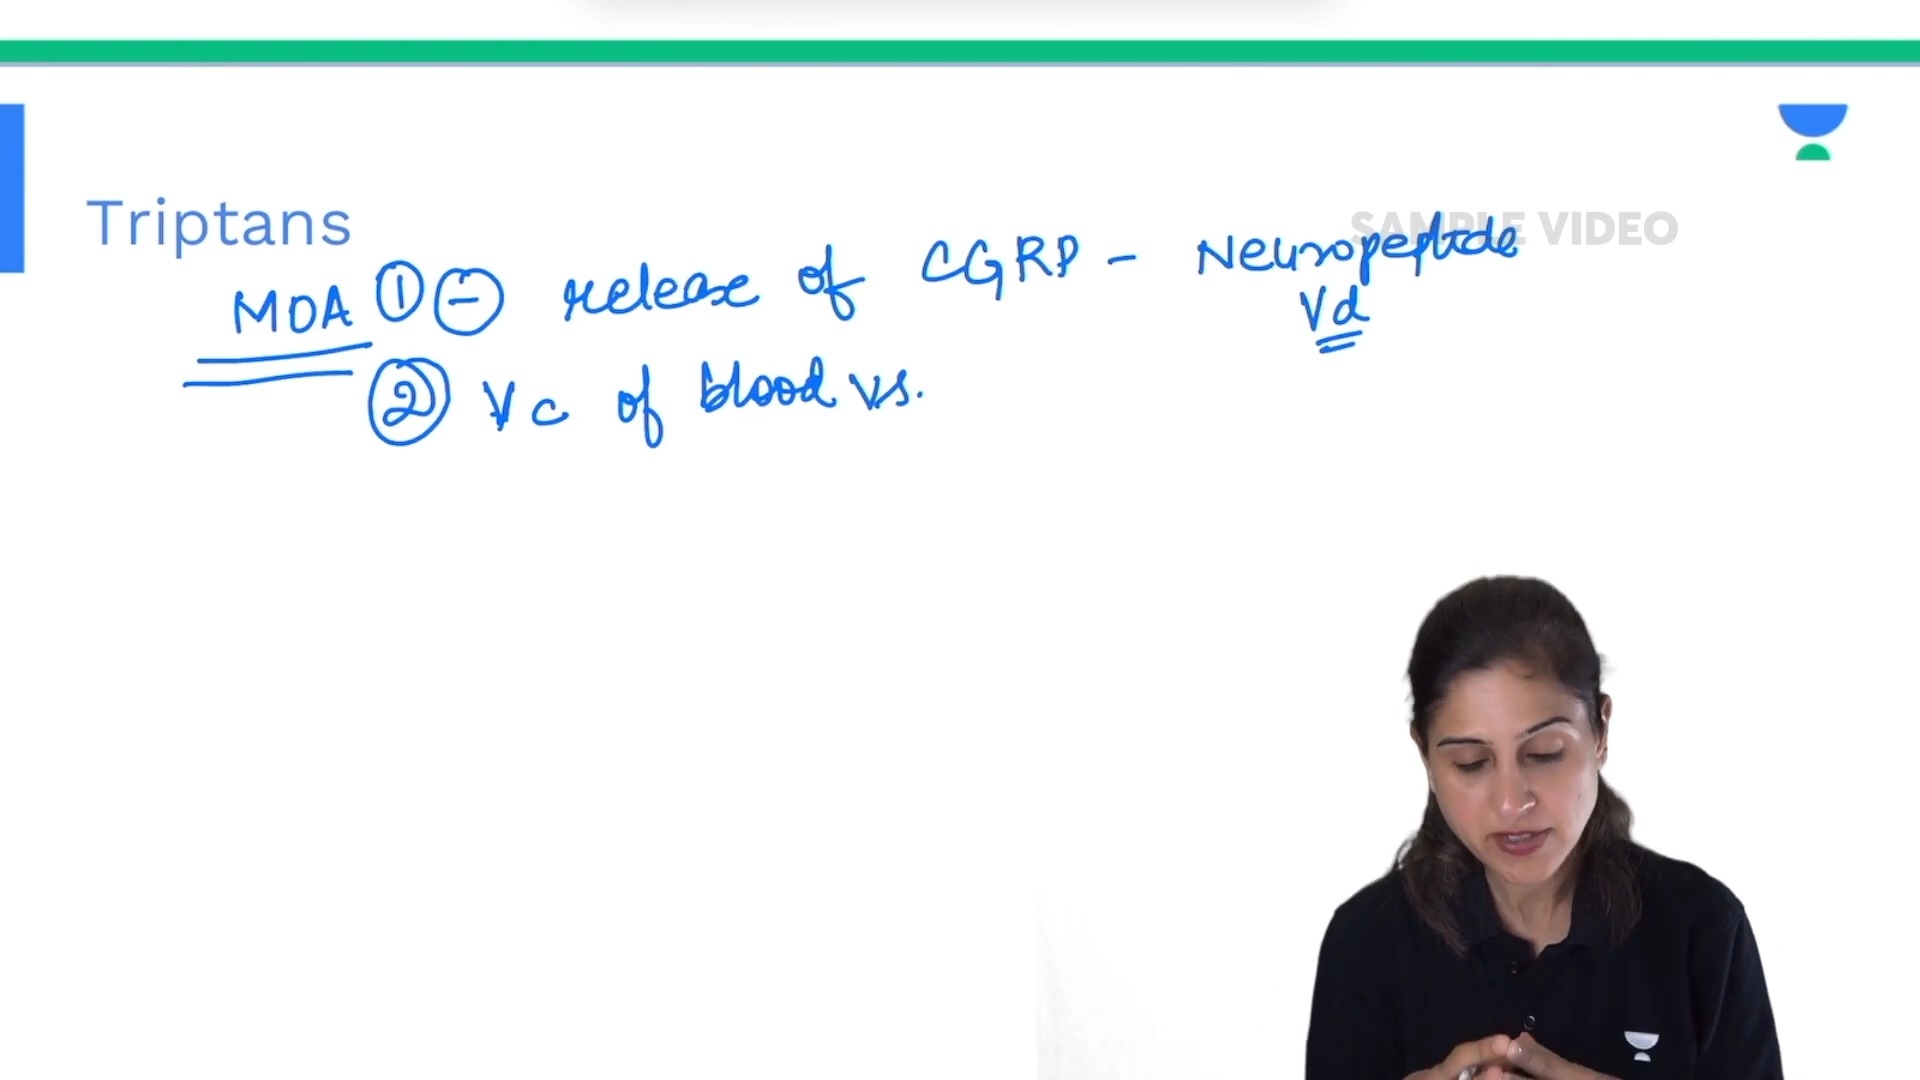 SAMPLE VIDEO
Triptans
MOA ① ⊖ release of CGRP - Neuropeptide
Vd
② Vc of blood vs.